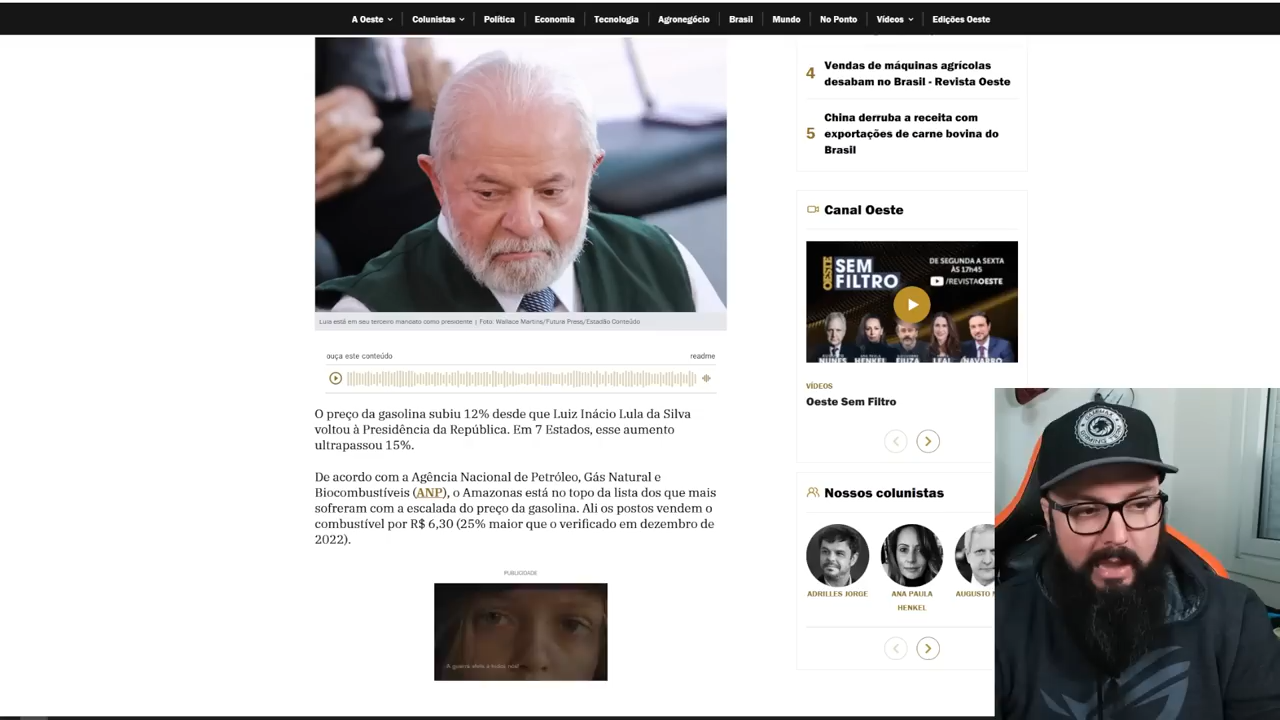 A Oeste
Colunistas
Política
Economia
Tecnologia
Agronegócio
Brasil
Mundo
No Ponto
Vídeos
Edições Oeste
Lula está em seu terceiro mandato como presidente | Foto: Wallace Martins/Futura Press/Estadão Conteúdo
ouça este conteúdo
readme
O preço da gasolina subiu 12% desde que Luiz Inácio Lula da Silva
voltou à Presidência da República. Em 7 Estados, esse aumento
ultrapassou 15%.
De acordo com a Agência Nacional de Petróleo, Gás Natural e
Biocombustíveis (ANP), o Amazonas está no topo da lista dos que mais
sofreram com a escalada do preço da gasolina. Ali os postos vendem o
combustível por R$ 6,30 (25% maior que o verificado em dezembro de
2022).
PUBLICIDADE
4
Vendas de máquinas agrícolas
desabam no Brasil - Revista Oeste
5
China derruba a receita com
exportações de carne bovina do
Brasil
Canal Oeste
OESTE
SEM
FILTRO
DE SEGUNDA A SEXTA
ÀS 17h45
/REVISTAOESTE
NUNES
HENKEL
FIUZA
LEAL
NAVARRO
VÍDEOS
Oeste Sem Filtro
Nossos colunistas
ADRILLES JORGE
ANA PAULA
HENKEL
AUGUSTO